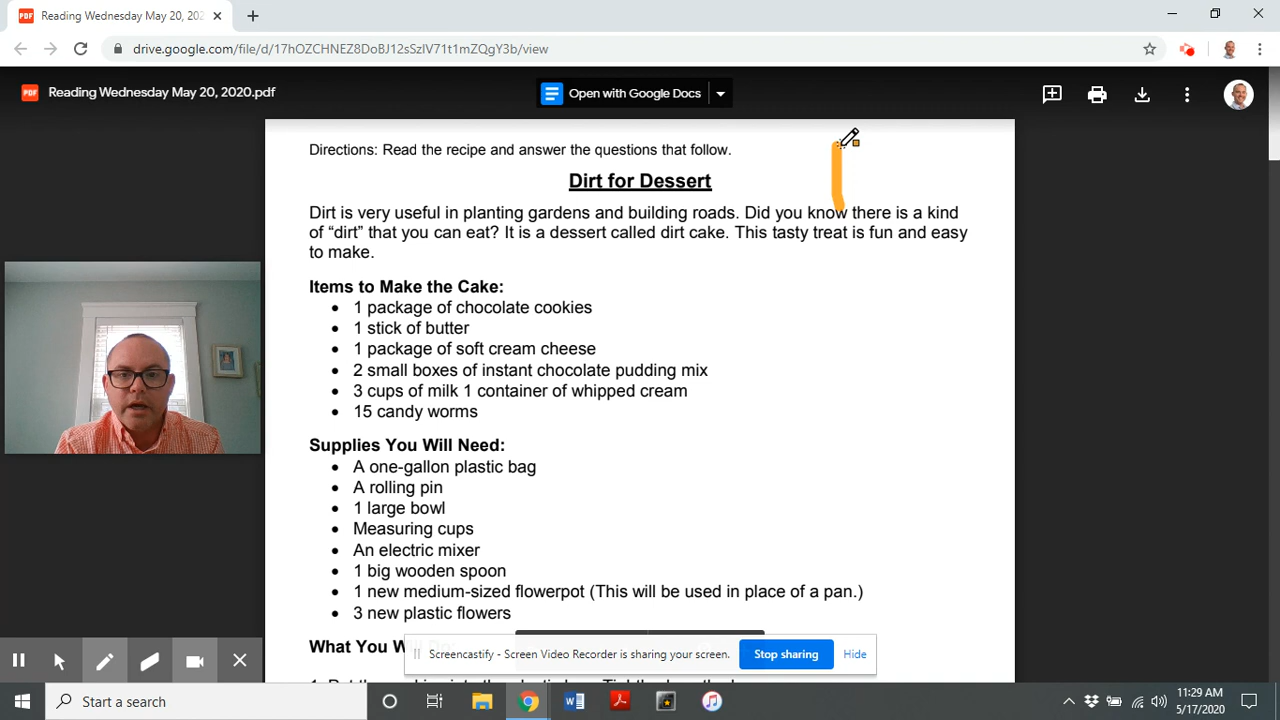 Reading Wednesday May 20, 202
drive.google.com/file/d/17hOZCHNEZ8DoBJ12sSzIV71t1mZQgY3b/view
PDF Reading Wednesday May 20, 2020.pdf
Open with Google Docs
Directions: Read the recipe and answer the questions that follow.
Dirt for Dessert
Dirt is very useful in planting gardens and building roads. Did you know there is a kind
of “dirt” that you can eat? It is a dessert called dirt cake. This tasty treat is fun and easy
to make.
Items to Make the Cake:
• 1 package of chocolate cookies
• 1 stick of butter
• 1 package of soft cream cheese
• 2 small boxes of instant chocolate pudding mix
• 3 cups of milk 1 container of whipped cream
• 15 candy worms
Supplies You Will Need:
• A one-gallon plastic bag
• A rolling pin
• 1 large bowl
• Measuring cups
• An electric mixer
• 1 big wooden spoon
• 1 new medium-sized flowerpot (This will be used in place of a pan.)
• 3 new plastic flowers
What You W
Screencastify - Screen Video Recorder is sharing your screen.
Stop sharing
Hide
Start a search
11:29 AM
5/17/2020